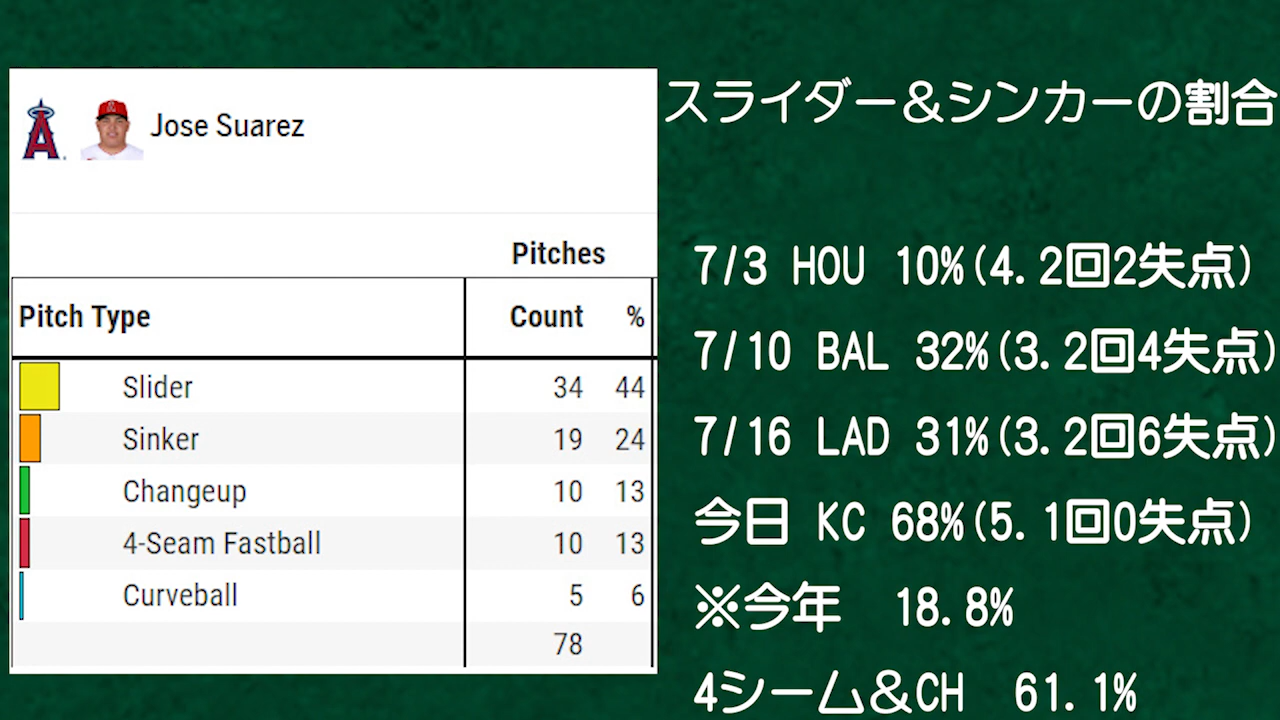 Jose Suarez
Pitches
Pitch Type Count %
Slider 34 44
Sinker 19 24
Changeup 10 13
4-Seam Fastball 10 13
Curveball 5 6
78
スライダー＆シンカーの割合
7/3 HOU 10%(4.2回2失点)
7/10 BAL 32%(3.2回4失点)
7/16 LAD 31%(3.2回6失点)
今日 KC 68%(5.1回0失点)
※今年 18.8%
4シーム＆CH 61.1%